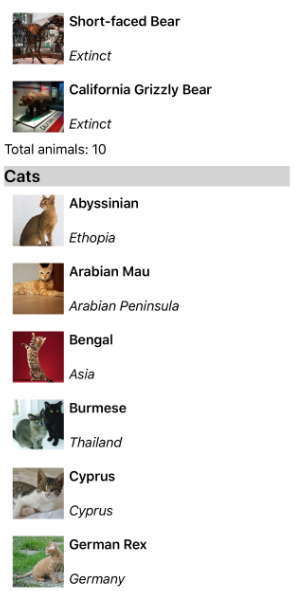 Short-faced Bear
Extinct
California Grizzly Bear
Extinct
Total animals: 10
Cats
Abyssinian
Ethopia
Arabian Mau
Arabian Peninsula
Bengal
Asia
Burmese
Thailand
Cyprus
Cyprus
German Rex
Germany